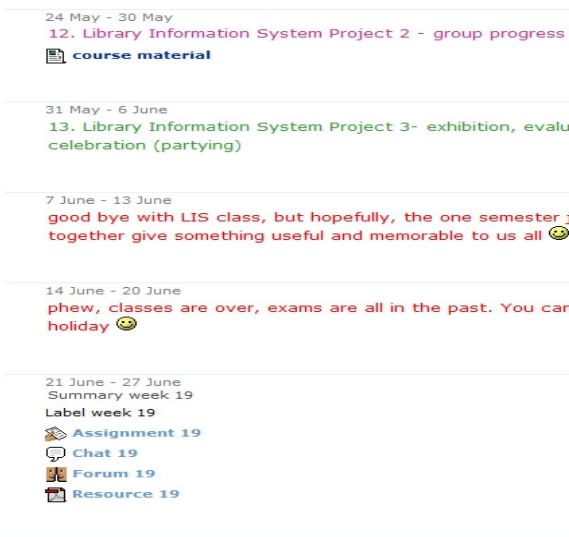 24 May - 30 May
12. Library Information System Project 2 - group progress
course material
31 May - 6 June
13. Library Information System Project 3- exhibition, evalu
celebration (partying)
7 June - 13 June
good bye with LIS class, but hopefully, the one semester j
together give something useful and memorable to us all
14 June - 20 June
phew, classes are over, exams are all in the past. You can
holiday
21 June - 27 June
Summary week 19
Label week 19
Assignment 19
Chat 19
Forum 19
Resource 19